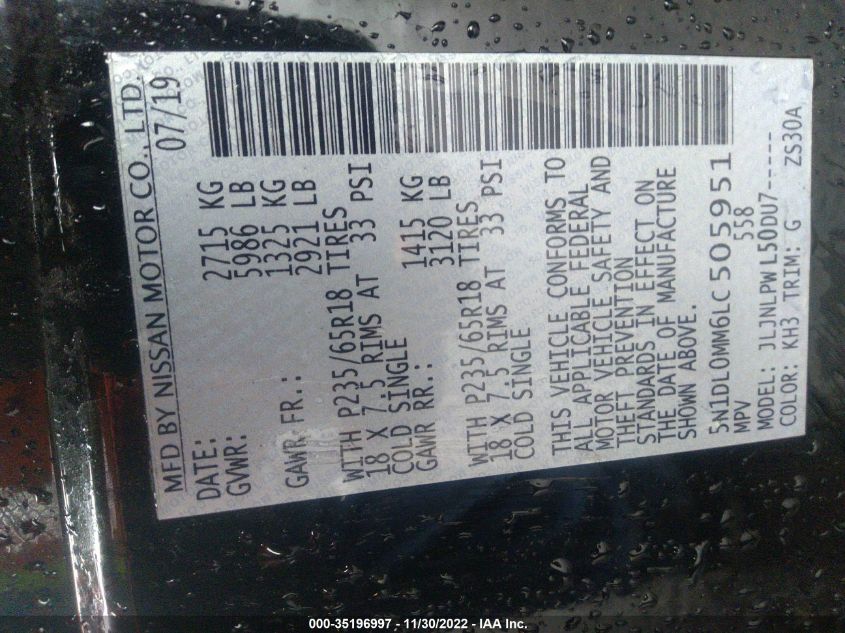 MFD BY NISSAN MOTOR CO., LTD.
DATE: 07/19
GVWR: 2715 KG
5986 LB
GAWR FR.: 1325 KG
2921 LB
WITH P235/65R18 TIRES
18 X 7.5 RIMS AT 33 PSI
COLD SINGLE
GAWR RR.: 1415 KG
3120 LB
WITH P235/65R18 TIRES
18 X 7.5 RIMS AT 33 PSI
COLD SINGLE
THIS VEHICLE CONFORMS TO
ALL APPLICABLE FEDERAL
MOTOR VEHICLE SAFETY AND
THEFT PREVENTION
STANDARDS IN EFFECT ON
THE DATE OF MANUFACTURE
SHOWN ABOVE.
5N1DL0MM6LC505951
MPV 558
MODEL: JLJNLPWL50DU7-----
COLOR: KH3 TRIM: G ZS30A
000-35196997 - 11/30/2022 - IAA Inc.